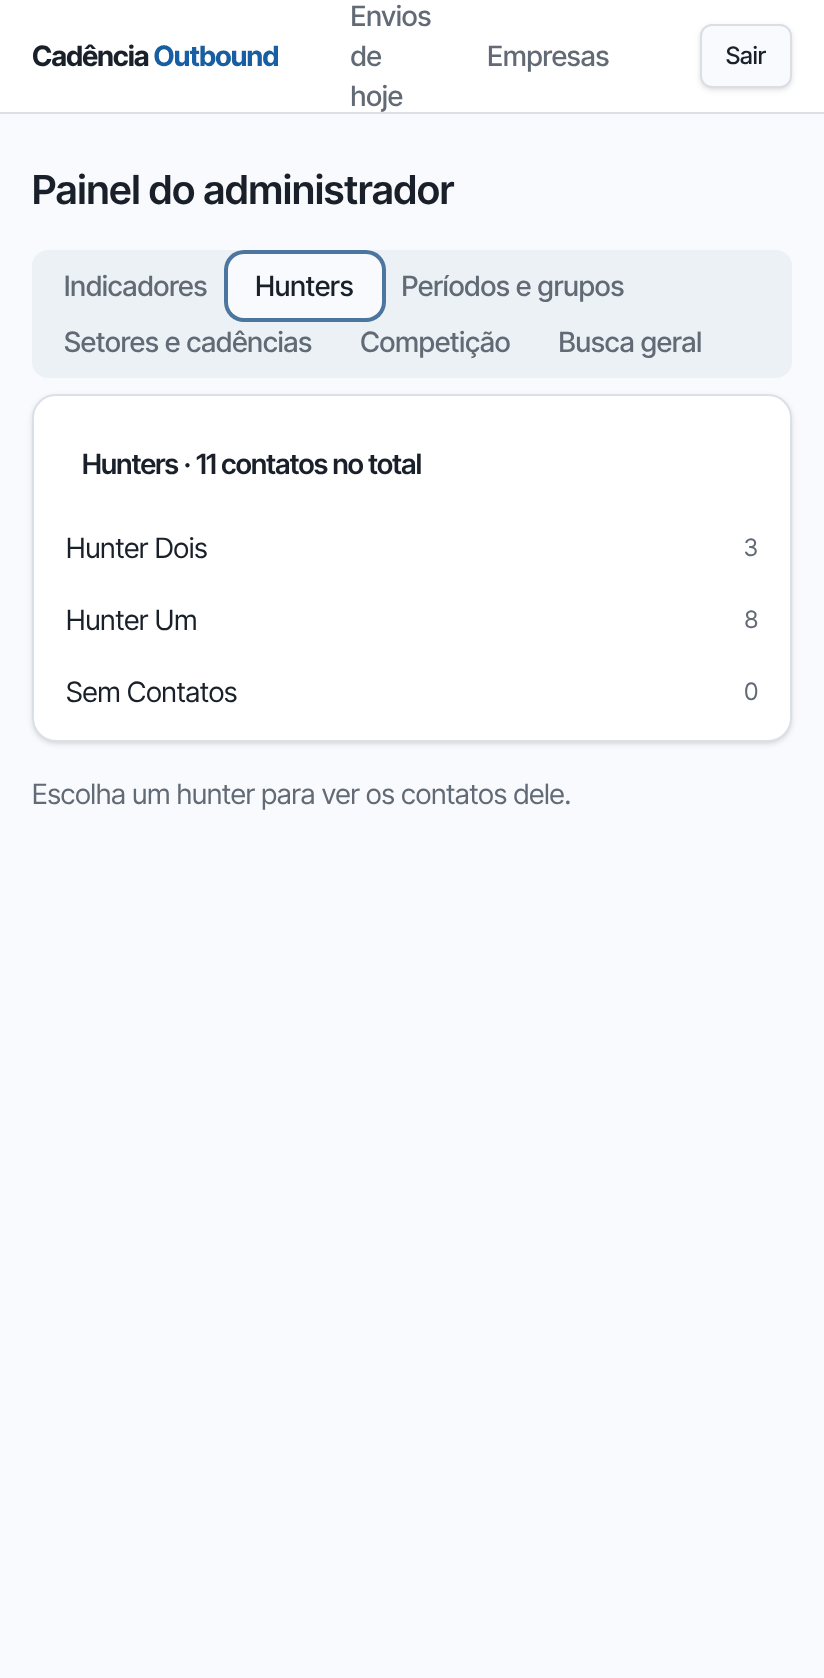 Cadência Outbound
Envios
de
hoje
Empresas
Sair
Painel do administrador
Indicadores
Hunters
Períodos e grupos
Setores e cadências
Competição
Busca geral
Hunters · 11 contatos no total
Hunter Dois 3
Hunter Um 8
Sem Contatos 0
Escolha um hunter para ver os contatos dele.